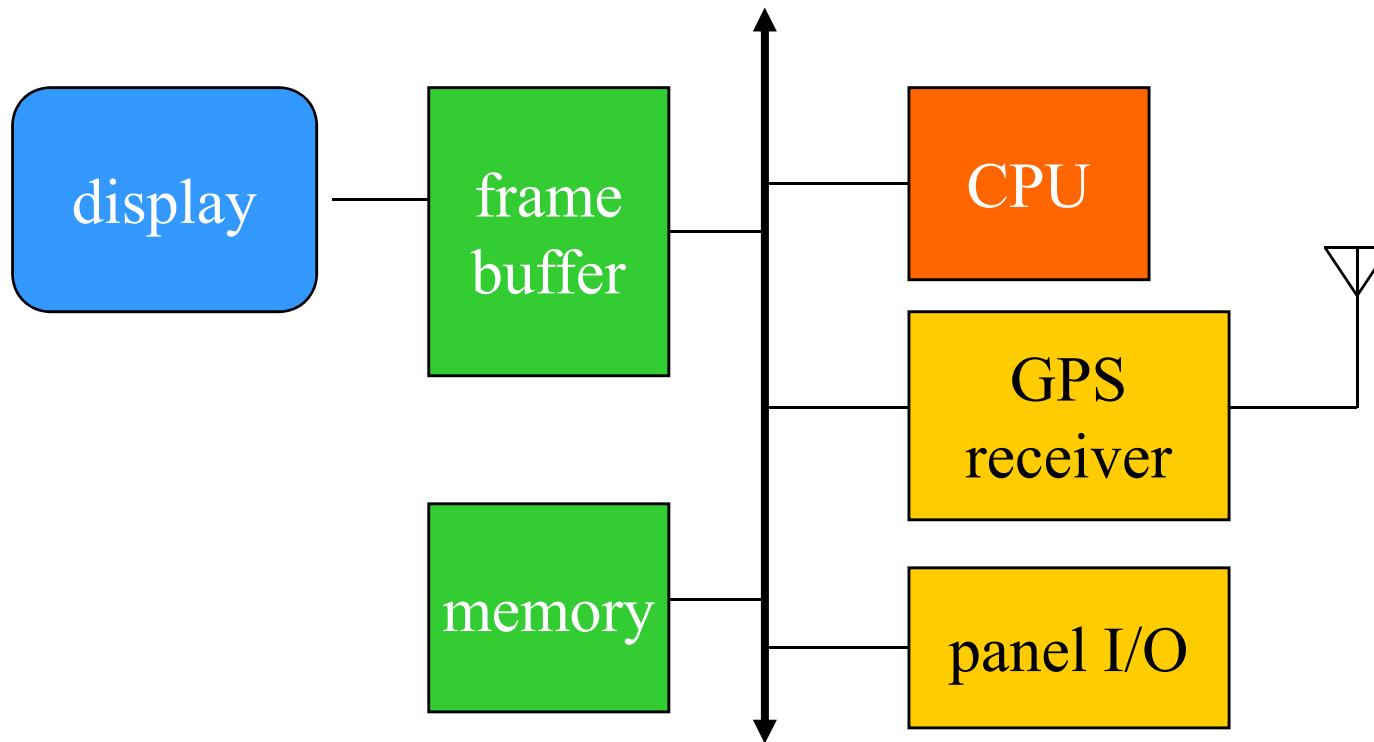 display
frame
buffer
CPU
GPS
receiver
memory
panel I/O